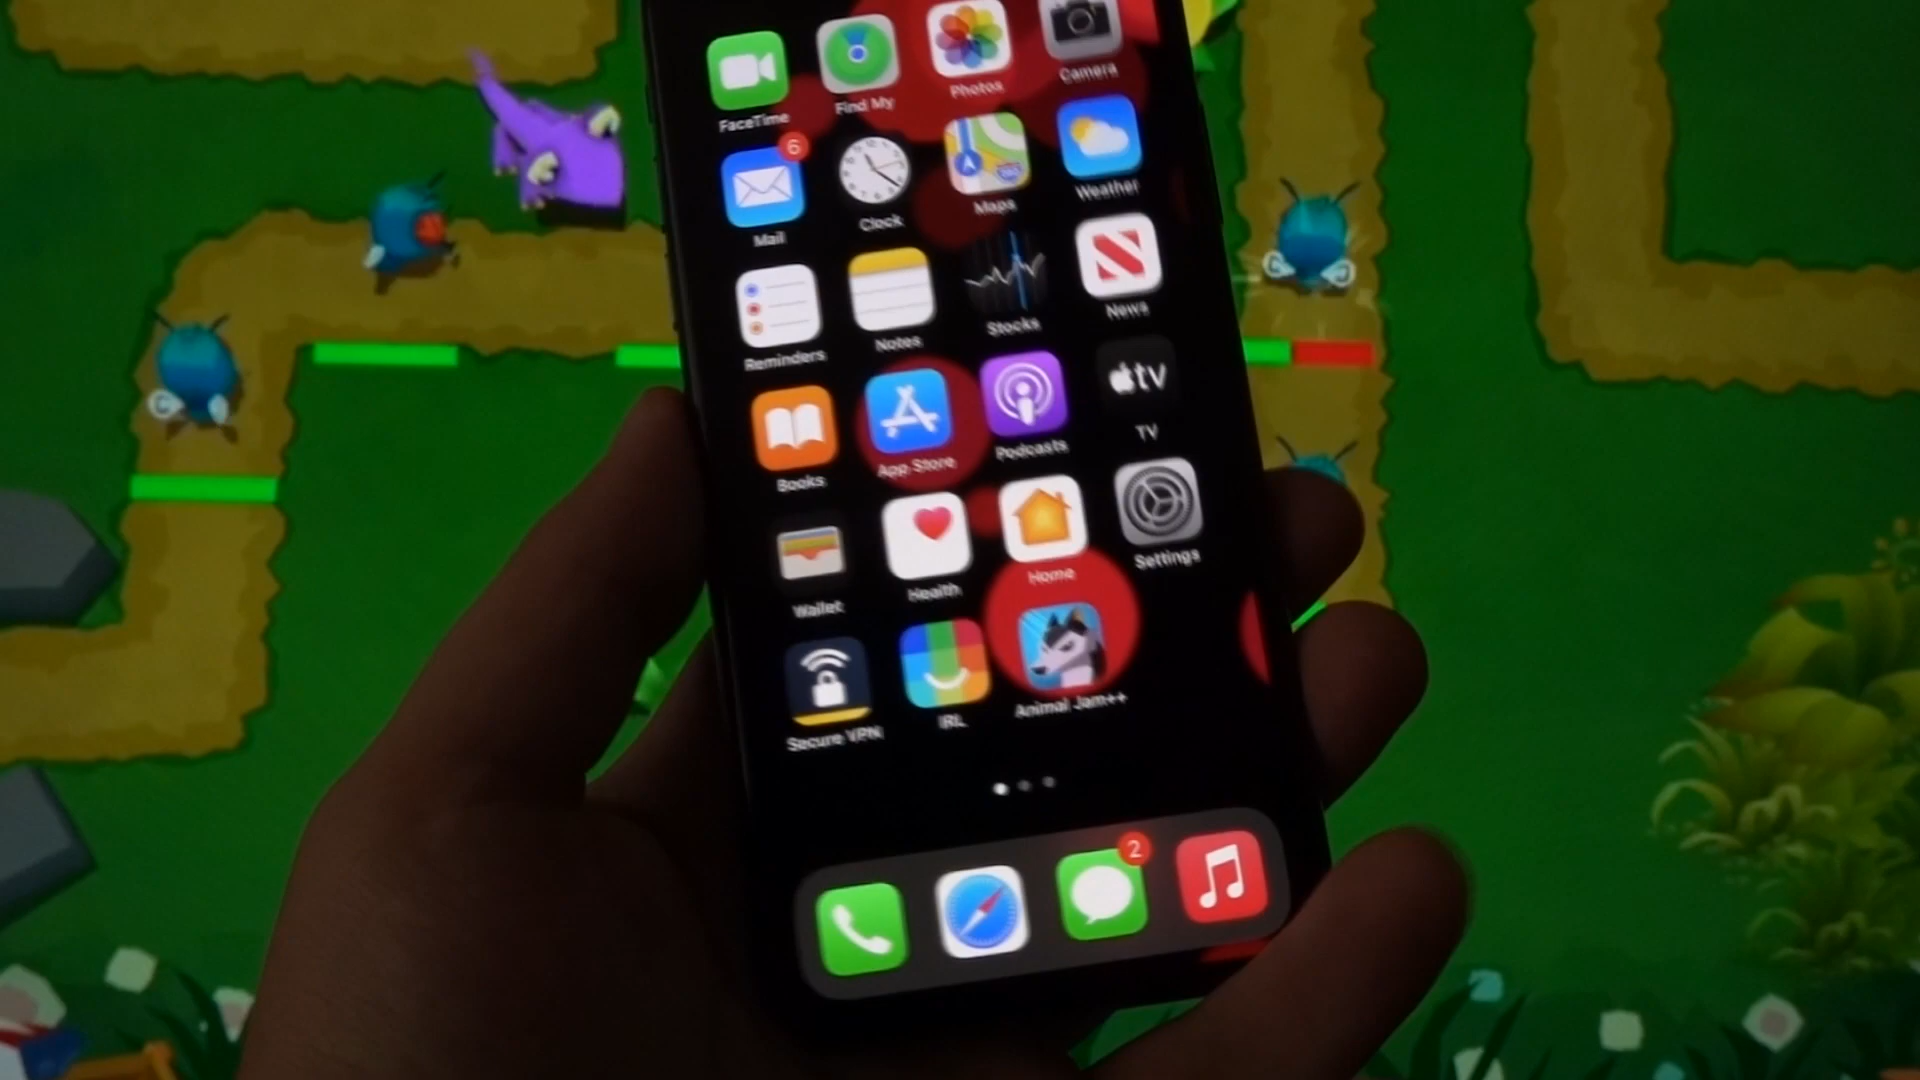 FaceTime
Find My
Photos
Camera
6
Mail
Clock
Maps
Weather
Reminders
Notes
Stocks
News
Books
App Store
Podcasts
tv
TV
Wallet
Health
Home
Settings
Secure VPN
IRL
Animal Jam++
2